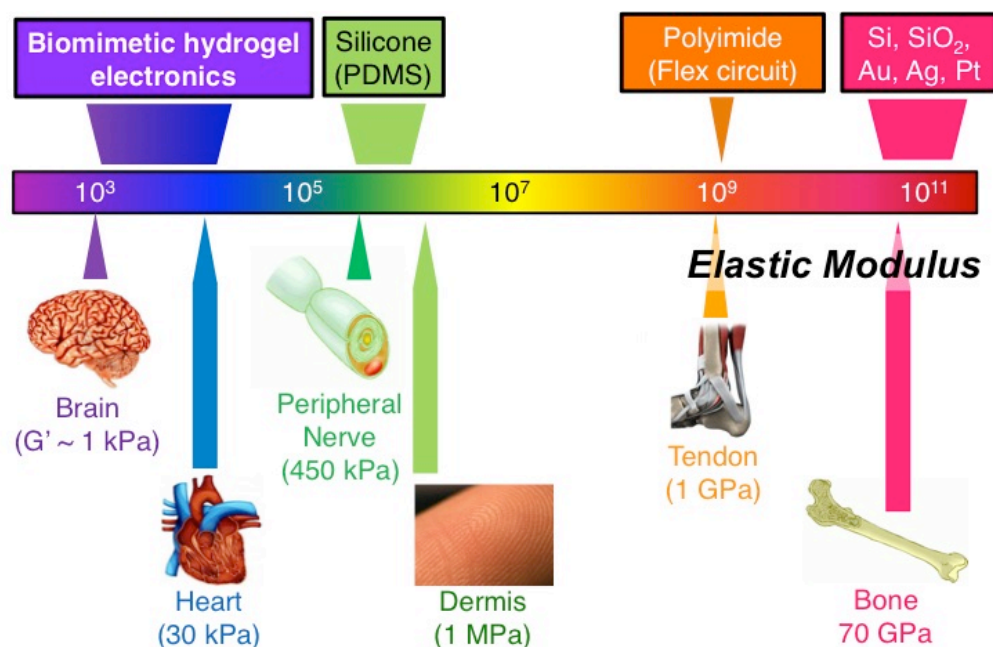 Biomimetic hydrogel
electronics
Silicone
(PDMS)
Polyimide
(Flex circuit)
Si, SiO₂,
Au, Ag, Pt
10³
10⁵
10⁷
10⁹
10¹¹
Elastic Modulus
Brain
(G’ ~ 1 kPa)
Heart
(30 kPa)
Peripheral
Nerve
(450 kPa)
Dermis
(1 MPa)
Tendon
(1 GPa)
Bone
70 GPa